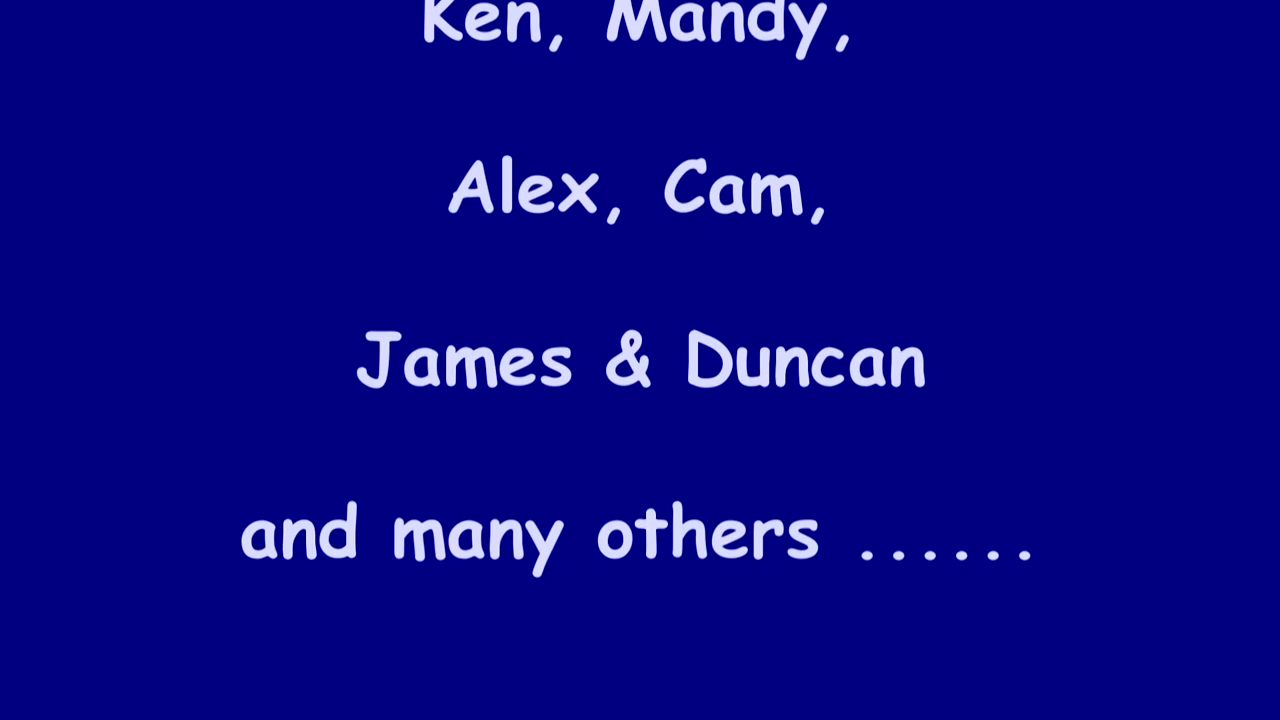 Ken, Mandy,
Alex, Cam,
James & Duncan
and many others ......